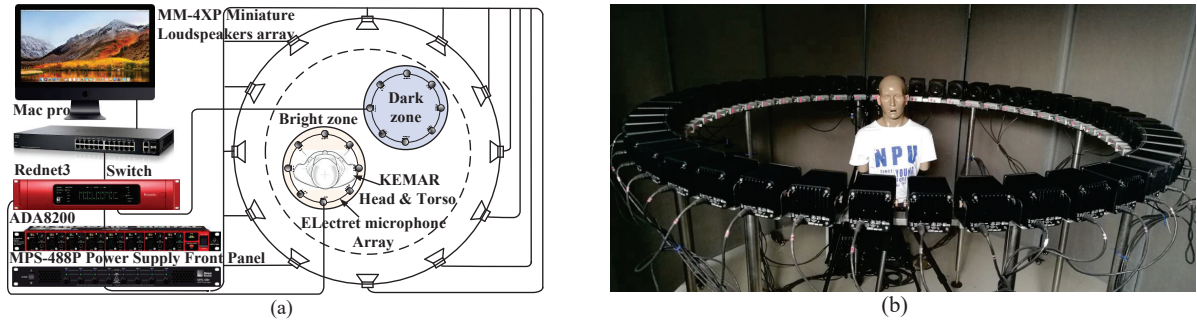 MM-4XP Miniature
Loudspeakers array
Mac pro
Dark
zone
Bright zone
Rednet3
Switch
KEMAR
Head & Torso
ADA8200
ELectret microphone
Array
MPS-488P Power Supply Front Panel
(a)
NPU
(b)